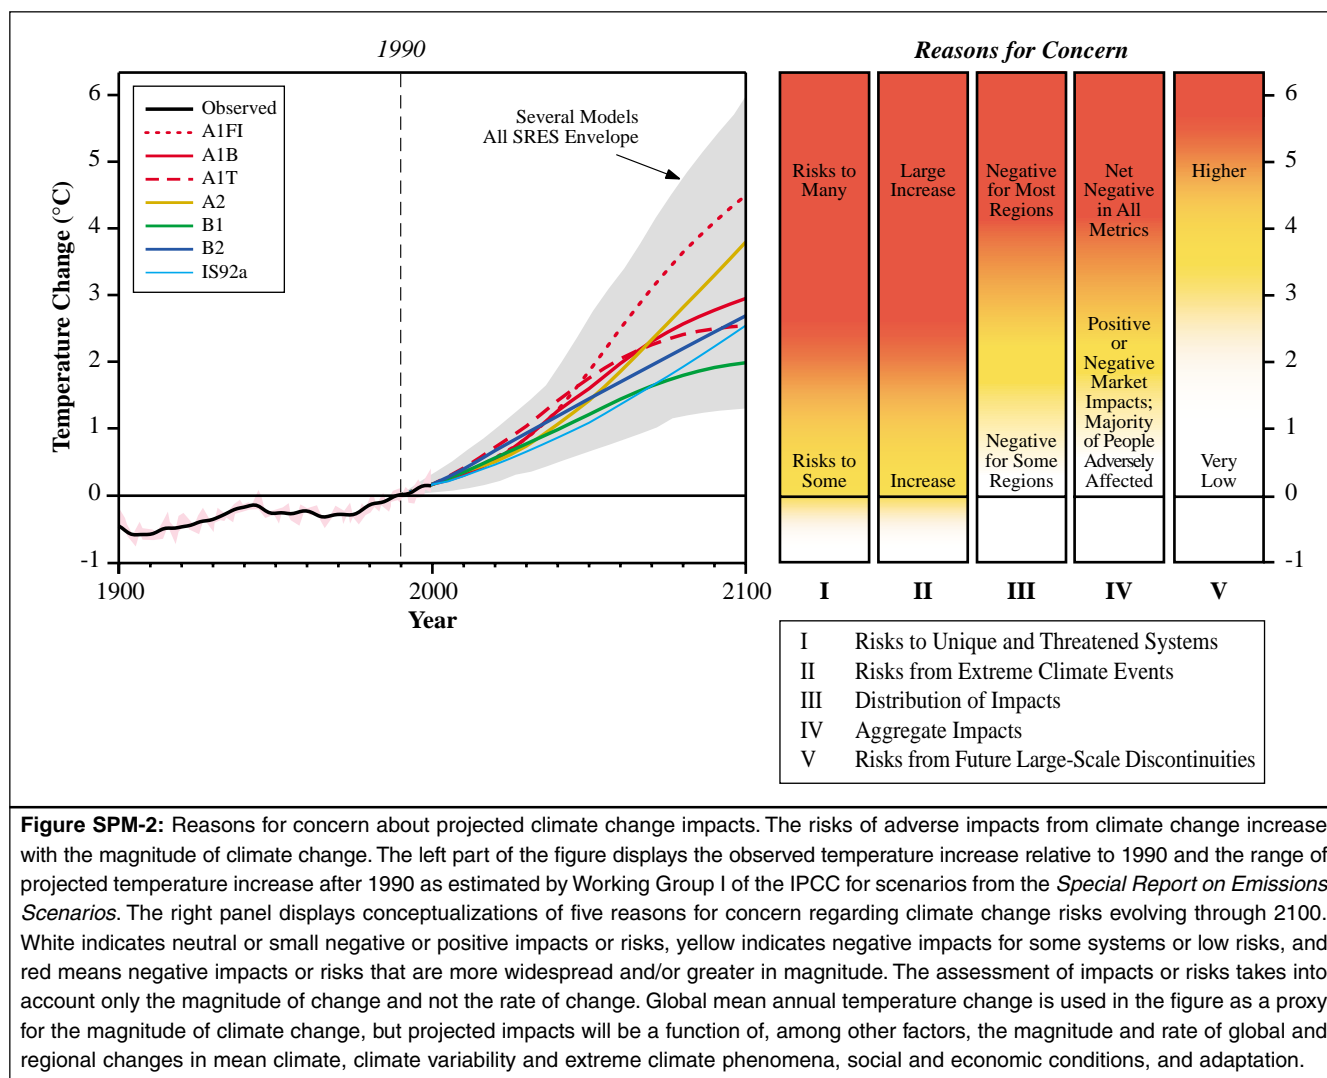 1990
Reasons for Concern
Temperature Change (°C)
6
5
4
3
2
1
0
-1
Observed
A1FI
A1B
A1T
A2
B1
B2
IS92a
Several Models
All SRES Envelope
1900
2000
2100
Year
Risks to
Many
Risks to
Some
Large
Increase
Increase
Negative
for Most
Regions
Negative
for Some
Regions
Net
Negative
in All
Metrics
Positive
or
Negative
Market
Impacts;
Majority
of People
Adversely
Affected
Higher
Very
Low
6
5
4
3
2
1
0
-1
I
II
III
IV
V
I Risks to Unique and Threatened Systems
II Risks from Extreme Climate Events
III Distribution of Impacts
IV Aggregate Impacts
V Risks from Future Large-Scale Discontinuities
Figure SPM-2: Reasons for concern about projected climate change impacts. The risks of adverse impacts from climate change increase
with the magnitude of climate change. The left part of the figure displays the observed temperature increase relative to 1990 and the range of
projected temperature increase after 1990 as estimated by Working Group I of the IPCC for scenarios from the Special Report on Emissions
Scenarios. The right panel displays conceptualizations of five reasons for concern regarding climate change risks evolving through 2100.
White indicates neutral or small negative or positive impacts or risks, yellow indicates negative impacts for some systems or low risks, and
red means negative impacts or risks that are more widespread and/or greater in magnitude. The assessment of impacts or risks takes into
account only the magnitude of change and not the rate of change. Global mean annual temperature change is used in the figure as a proxy
for the magnitude of climate change, but projected impacts will be a function of, among other factors, the magnitude and rate of global and
regional changes in mean climate, climate variability and extreme climate phenomena, social and economic conditions, and adaptation.